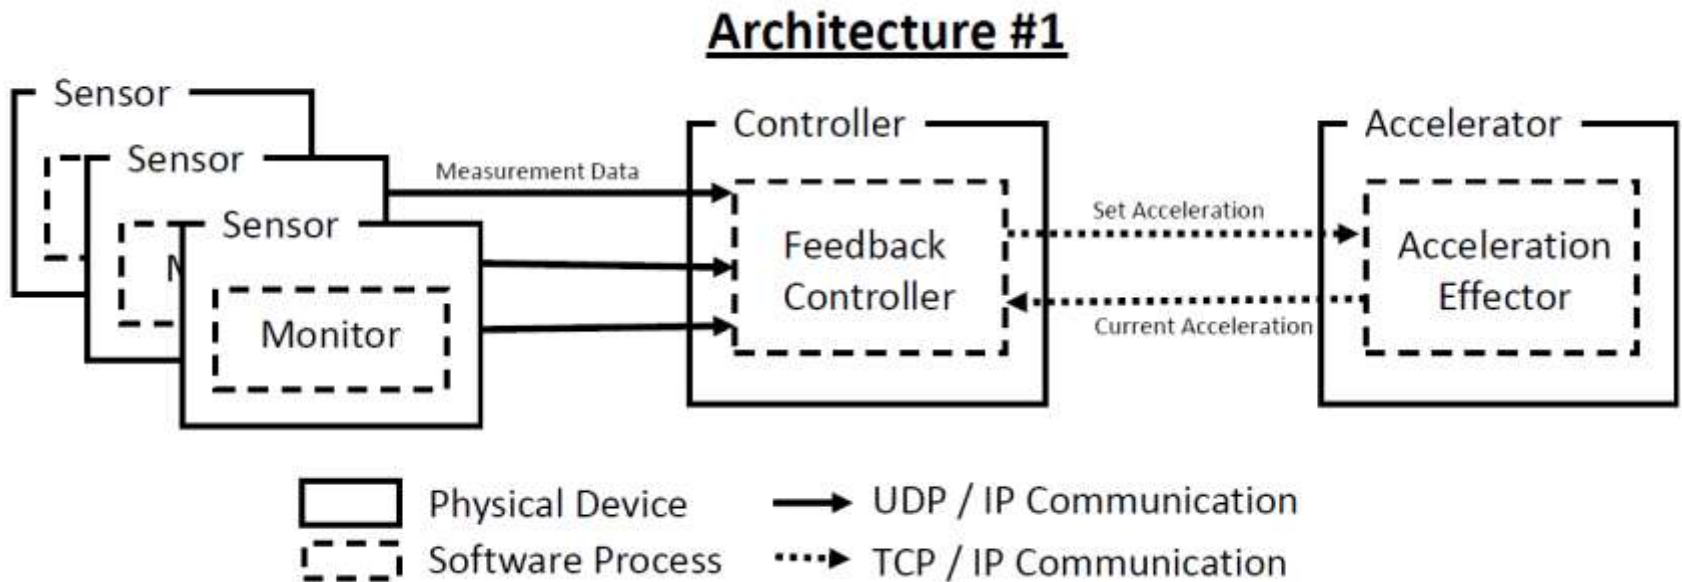 Architecture #1
Sensor
Sensor
Sensor
Monitor
Measurement Data
Controller
Feedback
Controller
Set Acceleration
Current Acceleration
Accelerator
Acceleration
Effector
Physical Device
UDP / IP Communication
Software Process
TCP / IP Communication